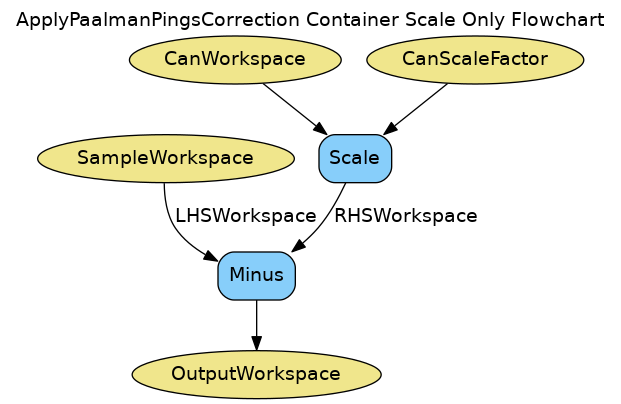 ApplyPaalmanPingsCorrection Container Scale Only Flowchart
CanWorkspace
CanScaleFactor
SampleWorkspace
Scale
LHSWorkspace
RHSWorkspace
Minus
OutputWorkspace